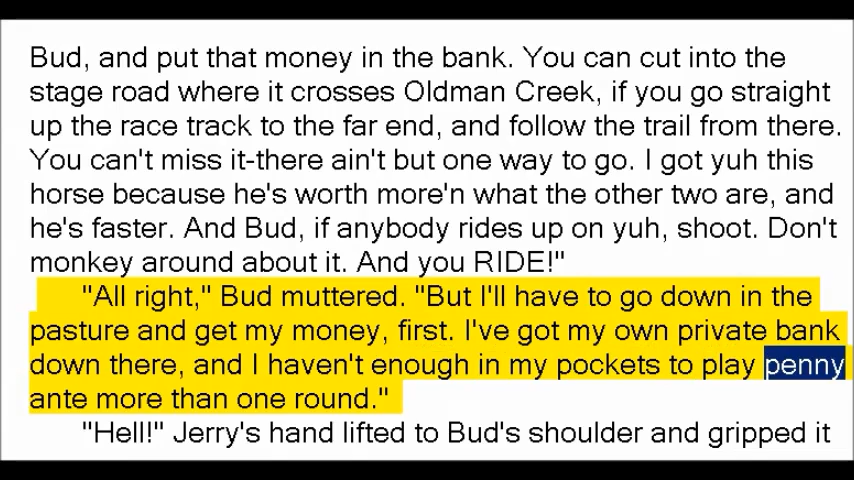 Bud, and put that money in the bank. You can cut into the
stage road where it crosses Oldman Creek, if you go straight
up the race track to the far end, and follow the trail from there.
You can't miss it-there ain't but one way to go. I got yuh this
horse because he's worth more'n what the other two are, and
he's faster. And Bud, if anybody rides up on yuh, shoot. Don't
monkey around about it. And you RIDE!"
"All right," Bud muttered. "But I'll have to go down in the
pasture and get my money, first. I've got my own private bank
down there, and I haven't enough in my pockets to play penny
ante more than one round."
"Hell!" Jerry's hand lifted to Bud's shoulder and gripped it